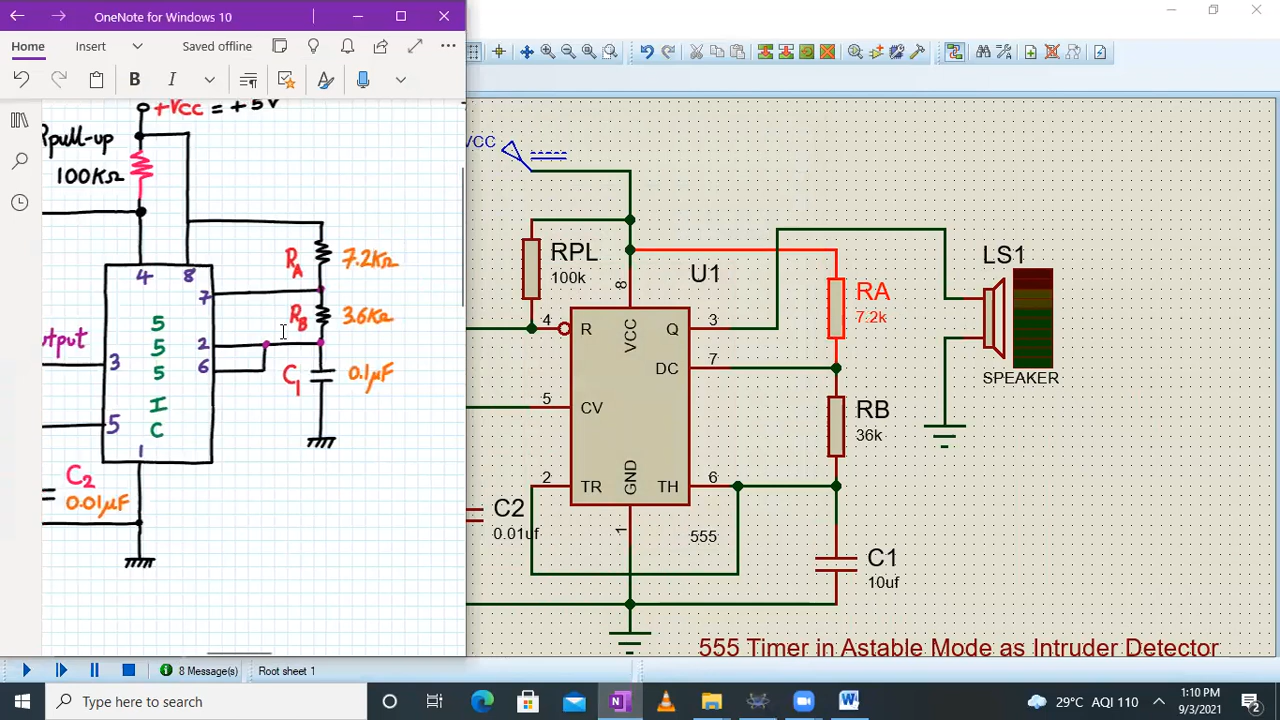 OneNote for Windows 10
Home
Insert
Saved offline
B
I
+VCC = +5V
Rpull-up
100KΩ
4
8
7
RA
7.2KΩ
RB
3.6KΩ
2
6
C1
0.1μF
555 IC
3
5
1
C2
0.01μF
VCC
RPL
100k
U1
8
4
R
VCC
Q
3
DC
7
5
CV
2
TR
GND
TH
6
1
555
C2
0.01uf
RA
7.2k
RB
36k
C1
10uf
LS1
SPEAKER
555 Timer in Astable Mode as Intruder Detector
8 Message(s)
Root sheet 1
Type here to search
N
W
29°C AQI 110
1:10 PM
9/3/2021
2